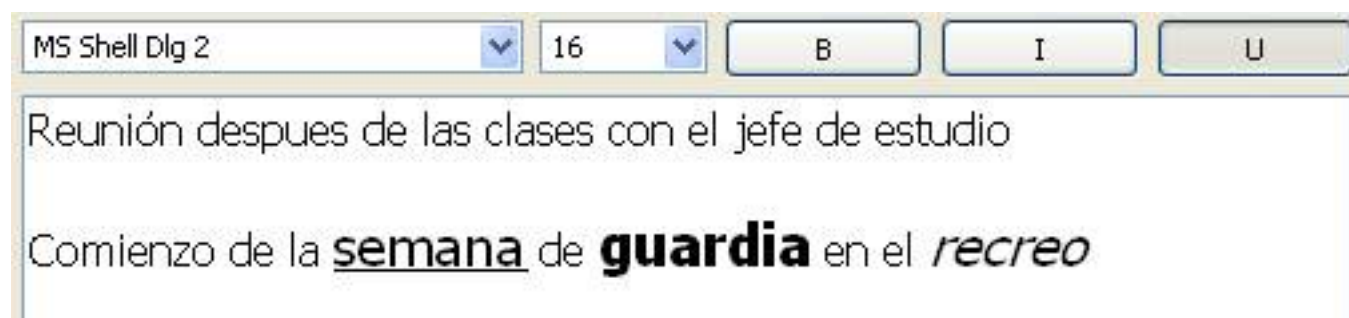 MS Shell Dlg 2 16 B I U
Reunión despues de las clases con el jefe de estudio
Comienzo de la semana de guardia en el recreo